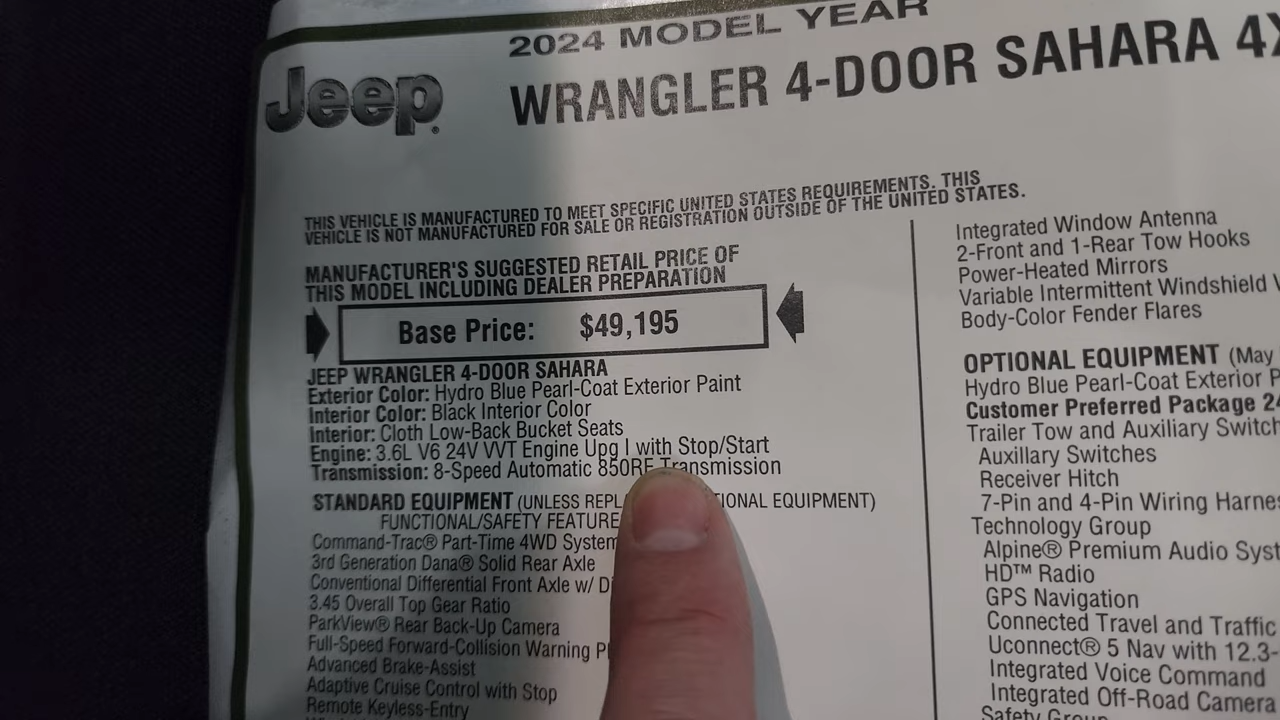 2024 MODEL YEAR
Jeep®
WRANGLER 4-DOOR SAHARA
THIS VEHICLE IS MANUFACTURED TO MEET SPECIFIC UNITED STATES REQUIREMENTS. THIS
VEHICLE IS NOT MANUFACTURED FOR SALE OR REGISTRATION OUTSIDE OF THE UNITED STATES.
MANUFACTURER'S SUGGESTED RETAIL PRICE OF
THIS MODEL INCLUDING DEALER PREPARATION
Base Price: $49,195
JEEP WRANGLER 4-DOOR SAHARA
Exterior Color: Hydro Blue Pearl-Coat Exterior Paint
Interior Color: Black Interior Color
Interior: Cloth Low-Back Bucket Seats
Engine: 3.6L V6 24V VVT Engine Upg I with Stop/Start
Transmission: 8-Speed Automatic 850RE Transmission
STANDARD EQUIPMENT (UNLESS EQUIPMENT)
FUNCTIONAL/SAFETY
Command-Trac® Part-Time 4WD System
3rd Generation Dana® Solid Rear Axle
Conventional Differential Front Axle w/
3.45 Overall Top Gear Ratio
ParkView® Rear Back-Up Camera
Full-Speed Forward-Collision Warning
Advanced Brake-Assist
Adaptive Cruise Control with Stop
Remote Keyless-Entry
Integrated Window Antenna
2-Front and 1-Rear Tow Hooks
Power-Heated Mirrors
Variable Intermittent Windshield
Body-Color Fender Flares
OPTIONAL EQUIPMENT (May
Hydro Blue Pearl-Coat Exterior
Customer Preferred Package
Trailer Tow and Auxiliary
Auxillary Switches
Receiver Hitch
7-Pin and 4-Pin Wiring
Technology Group
Alpine® Premium Audio
HD™ Radio
GPS Navigation
Connected Travel and Traffic
Uconnect® 5 Nav with
Integrated Voice Command
Integrated Off-Road Camera
Safety Group